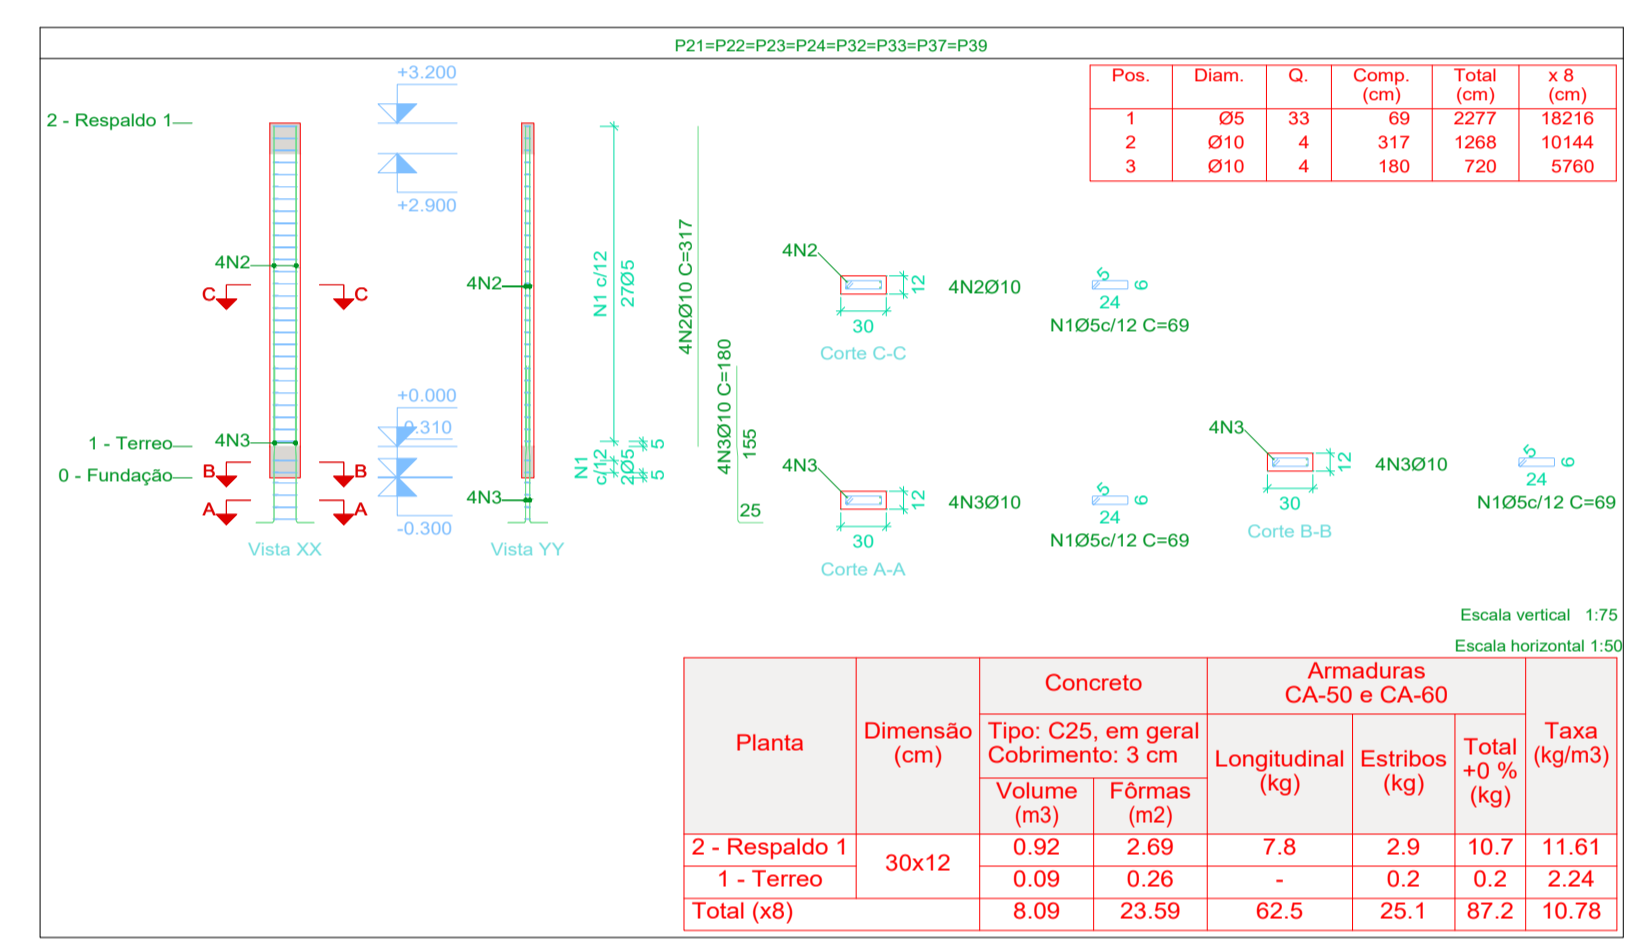 P21=P22=P23=P24=P32=P33=P37=P39
Pos. Diam. Q. Comp. (cm) Total (cm) x 8 (cm)
1 Ø5 33 69 2277 18216
2 Ø10 4 317 1268 10144
3 Ø10 4 180 720 5760
+3.200
2 - Respaldo 1
+2.900
4N2
C C
4N2
N1 c/12
27Ø5
4N2Ø10 C=317
4N2
12
30
4N2Ø10
Corte C-C
5
24
6
N1Ø5c/12 C=69
+0.000
.310
1 - Terreo
4N3
0 - Fundação
B B
A A
-0.300
Vista XX
4N3
Vista YY
N1
c/12
2Ø5
5
5
4N3Ø10 C=180
155
25
4N3
12
30
4N3Ø10
Corte A-A
5
24
6
N1Ø5c/12 C=69
4N3
12
30
4N3Ø10
Corte B-B
5
24
6
N1Ø5c/12 C=69
Escala vertical 1:75
Escala horizontal 1:50
Planta
Dimensão
(cm)
Concreto
Tipo: C25, em geral
Cobrimento: 3 cm
Volume
(m3)
Fôrmas
(m2)
Armaduras
CA-50 e CA-60
Longitudinal
(kg)
Estribos
(kg)
Total
+0 %
(kg)
Taxa
(kg/m3)
2 - Respaldo 1 30x12 0.92 2.69 7.8 2.9 10.7 11.61
1 - Terreo 0.09 0.26 - 0.2 0.2 2.24
Total (x8) 8.09 23.59 62.5 25.1 87.2 10.78